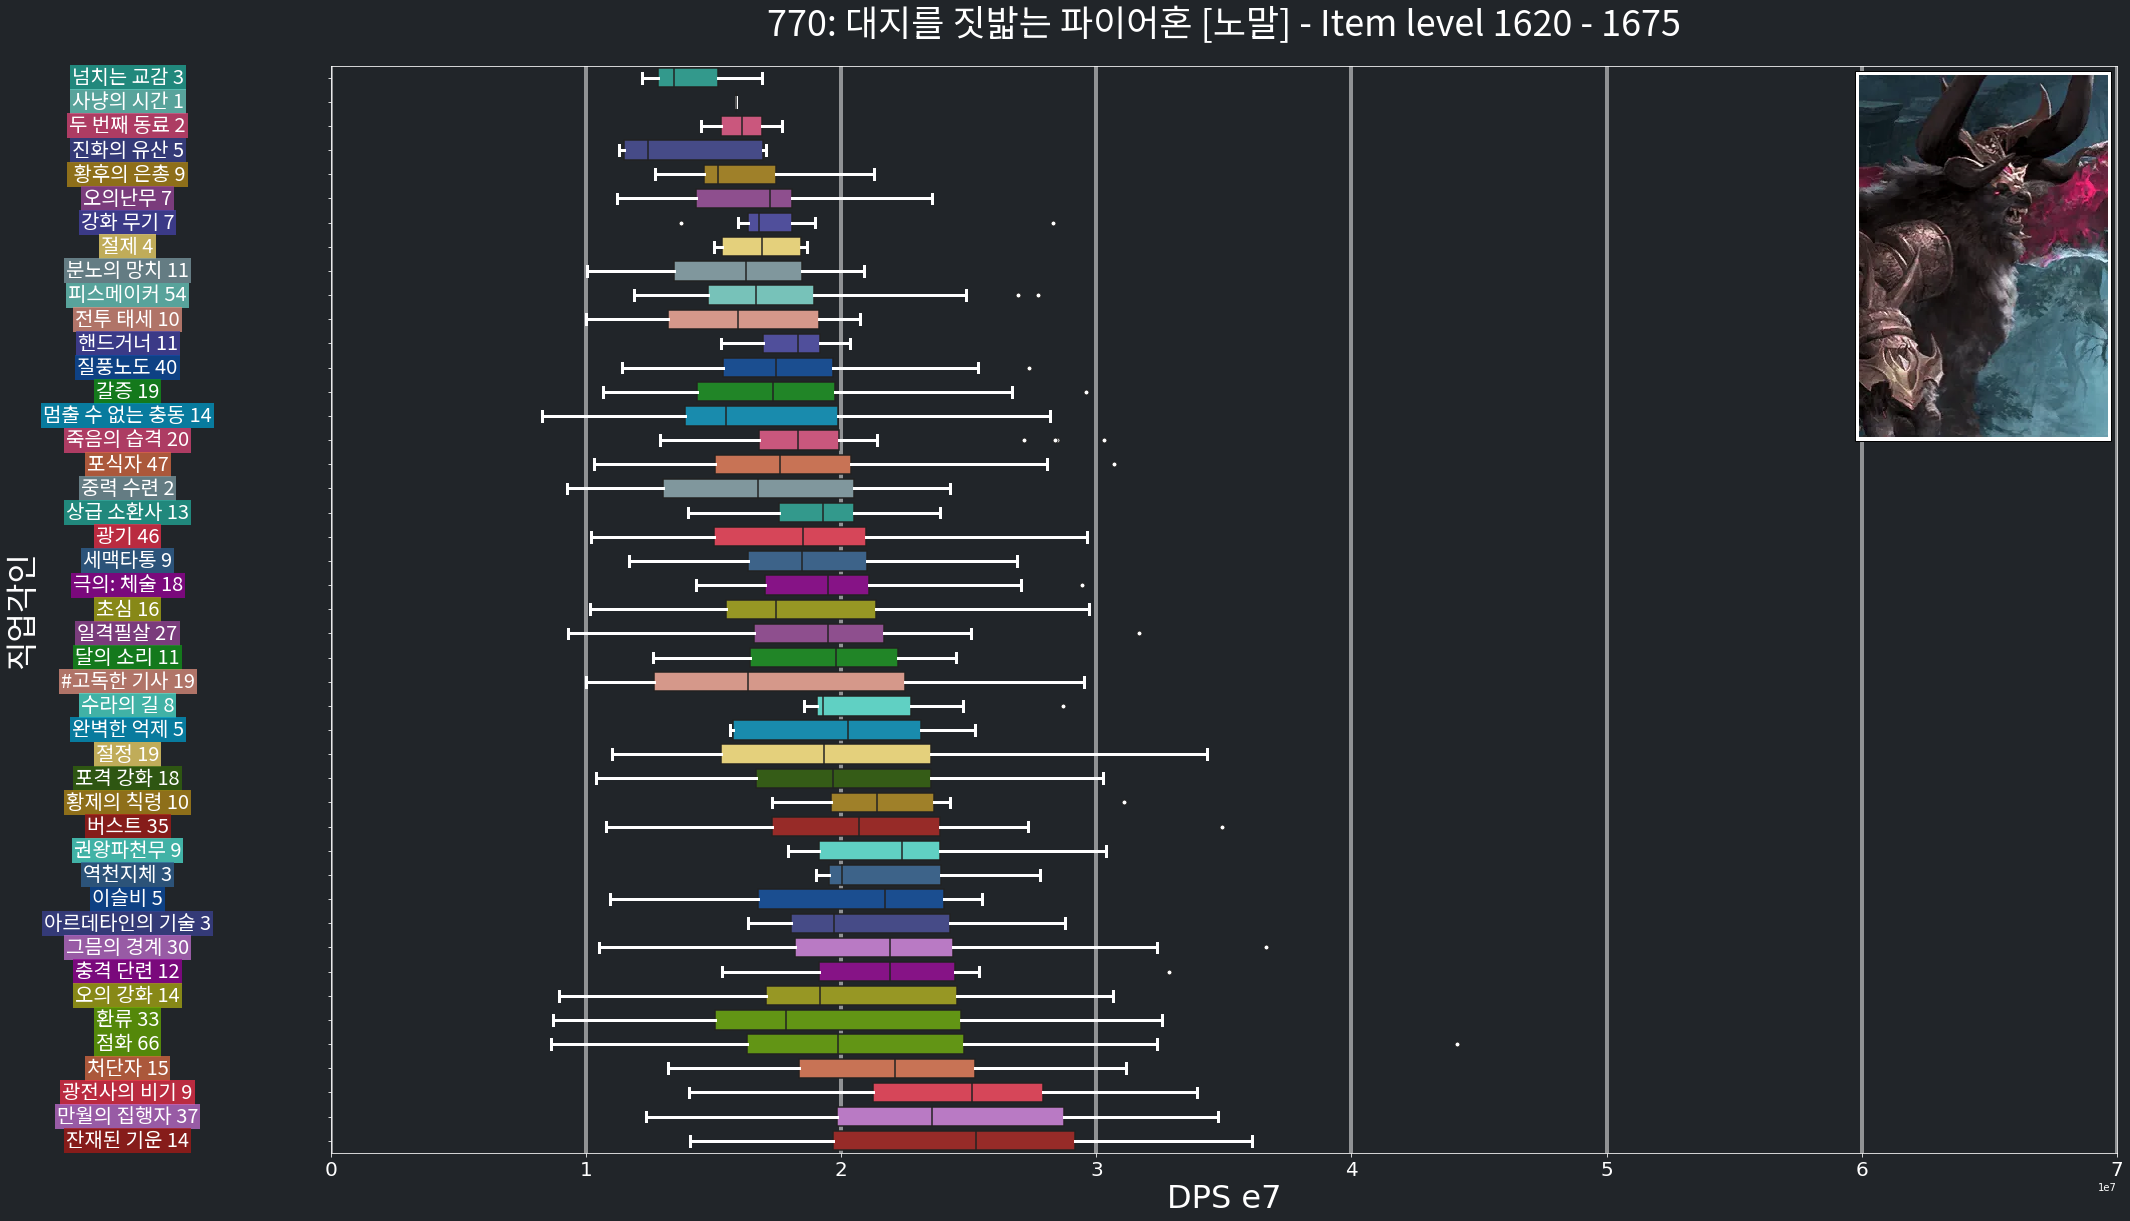 770: 대지를 짓밟는 파이어혼 [노말] - Item level 1620 - 1675
넘치는 교감 3
사냥의 시간 1
두 번째 동료 2
진화의 유산 5
황후의 은총 9
오의난무 7
강화 무기 7
절제 4
분노의 망치 11
피스메이커 54
전투 태세 10
핸드거너 11
질풍노도 40
갈증 19
멈출 수 없는 충동 14
죽음의 습격 20
포식자 47
중력 수련 2
상급 소환사 13
광기 46
세맥타통 9
극의: 체술 18
초심 16
일격필살 27
달의 소리 11
#고독한 기사 19
수라의 길 8
완벽한 억제 5
절정 19
포격 강화 18
황제의 칙령 10
버스트 35
권왕파천무 9
역천지체 3
이슬비 5
아르데타인의 기술 3
그믐의 경계 30
충격 단련 12
오의 강화 14
환류 33
점화 66
처단자 15
광전사의 비기 9
만월의 집행자 37
잔재된 기운 14
직업각인
0 1 2 3 4 5 6 7
1e7
DPS e7